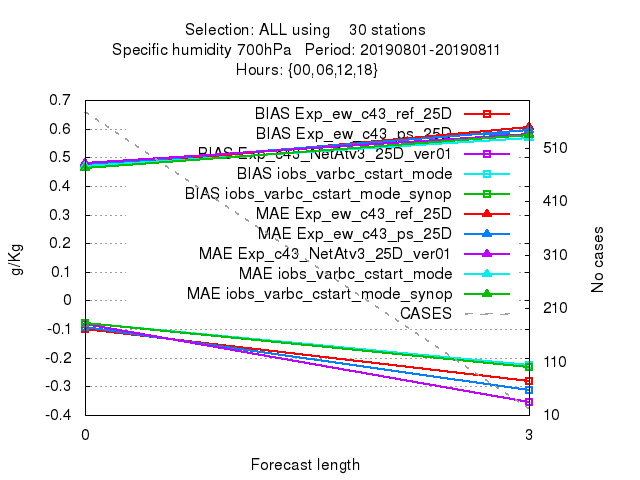 Selection: ALL using 30 stations
Specific humidity 700hPa Period: 20190801-20190811
Hours: {00,06,12,18}
0.7
0.6
0.5
0.4
0.3
0.2
0.1
0
-0.1
-0.2
-0.3
-0.4
g/Kg
BIAS Exp_ew_c43_ref_25D
BIAS Exp_ew_c43_ps_25D
BIAS Exp_c43_NetAtv3_25D_ver01
BIAS iobs_varbc_cstart_mode
BIAS iobs_varbc_cstart_mode_synop
MAE Exp_ew_c43_ref_25D
MAE Exp_ew_c43_ps_25D
MAE Exp_c43_NetAtv3_25D_ver01
MAE iobs_varbc_cstart_mode
MAE iobs_varbc_cstart_mode_synop
CASES
510
410
310
210
110
10
No cases
0 3
Forecast length